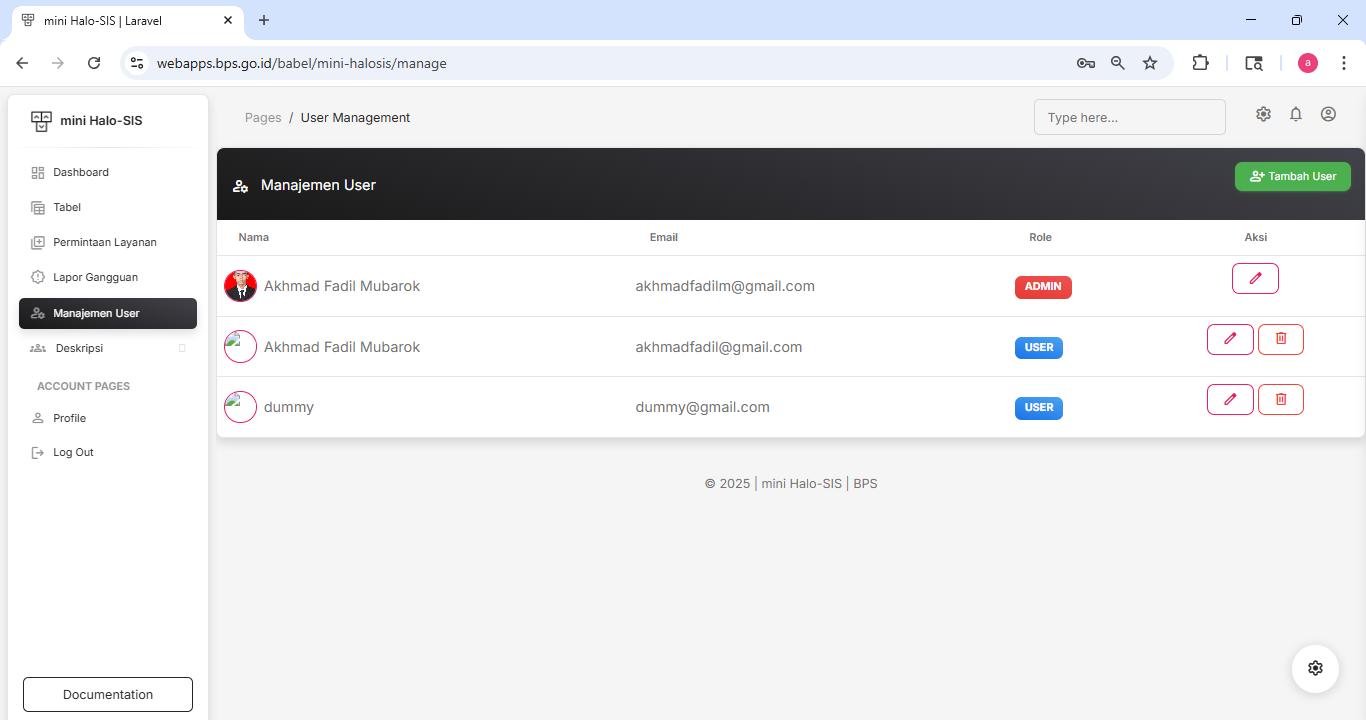 mini Halo-SIS | Laravel
webapps.bps.go.id/babel/mini-halosis/manage
a
mini Halo-SIS
Pages / User Management
Type here...
Dashboard
Tabel
Permintaan Layanan
Lapor Gangguan
Manajemen User
Deskripsi
ACCOUNT PAGES
Profile
Log Out
Documentation
Manajemen User
Tambah User
Nama Email Role Aksi
Akhmad Fadil Mubarok akhmadfadilm@gmail.com ADMIN
Akhmad Fadil Mubarok akhmadfadil@gmail.com USER
dummy dummy@gmail.com USER
© 2025 | mini Halo-SIS | BPS